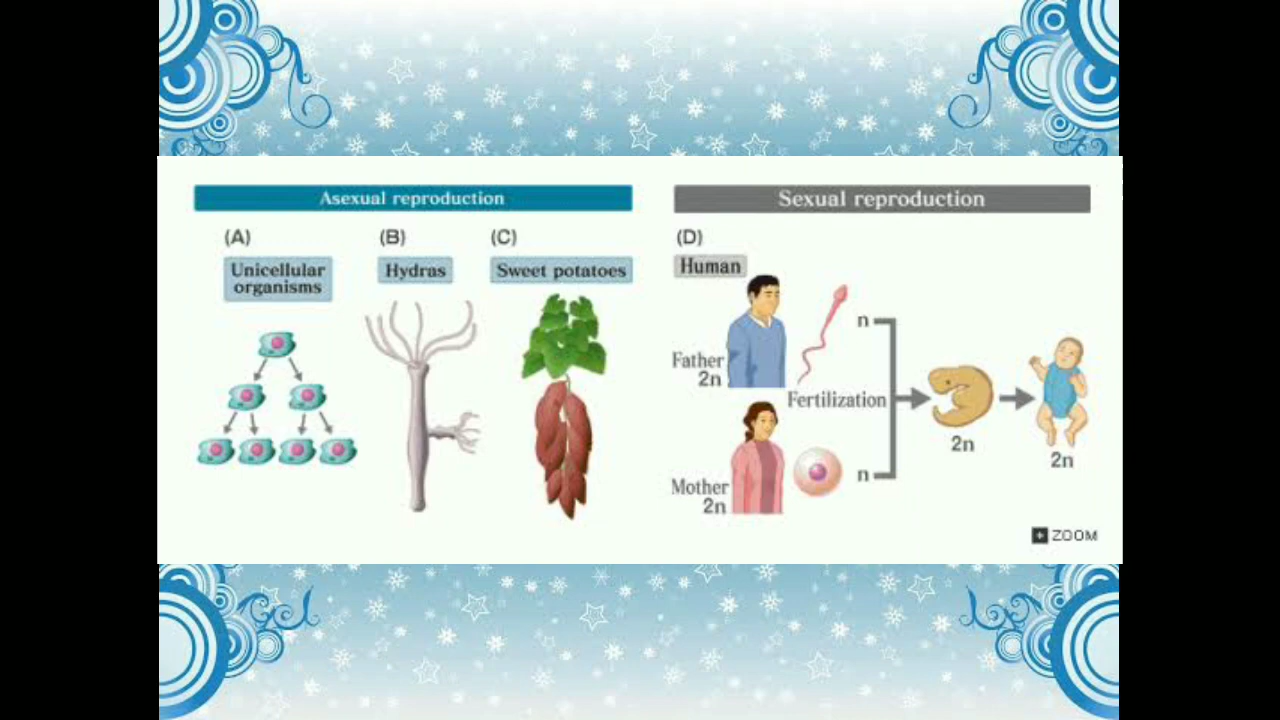 Asexual reproduction
(A)
(B)
(C)
Unicellular
organisms
Hydras
Sweet potatoes
Sexual reproduction
(D)
Human
Father
2n
n
Fertilization
Mother
2n
n
2n
2n
ZOOM